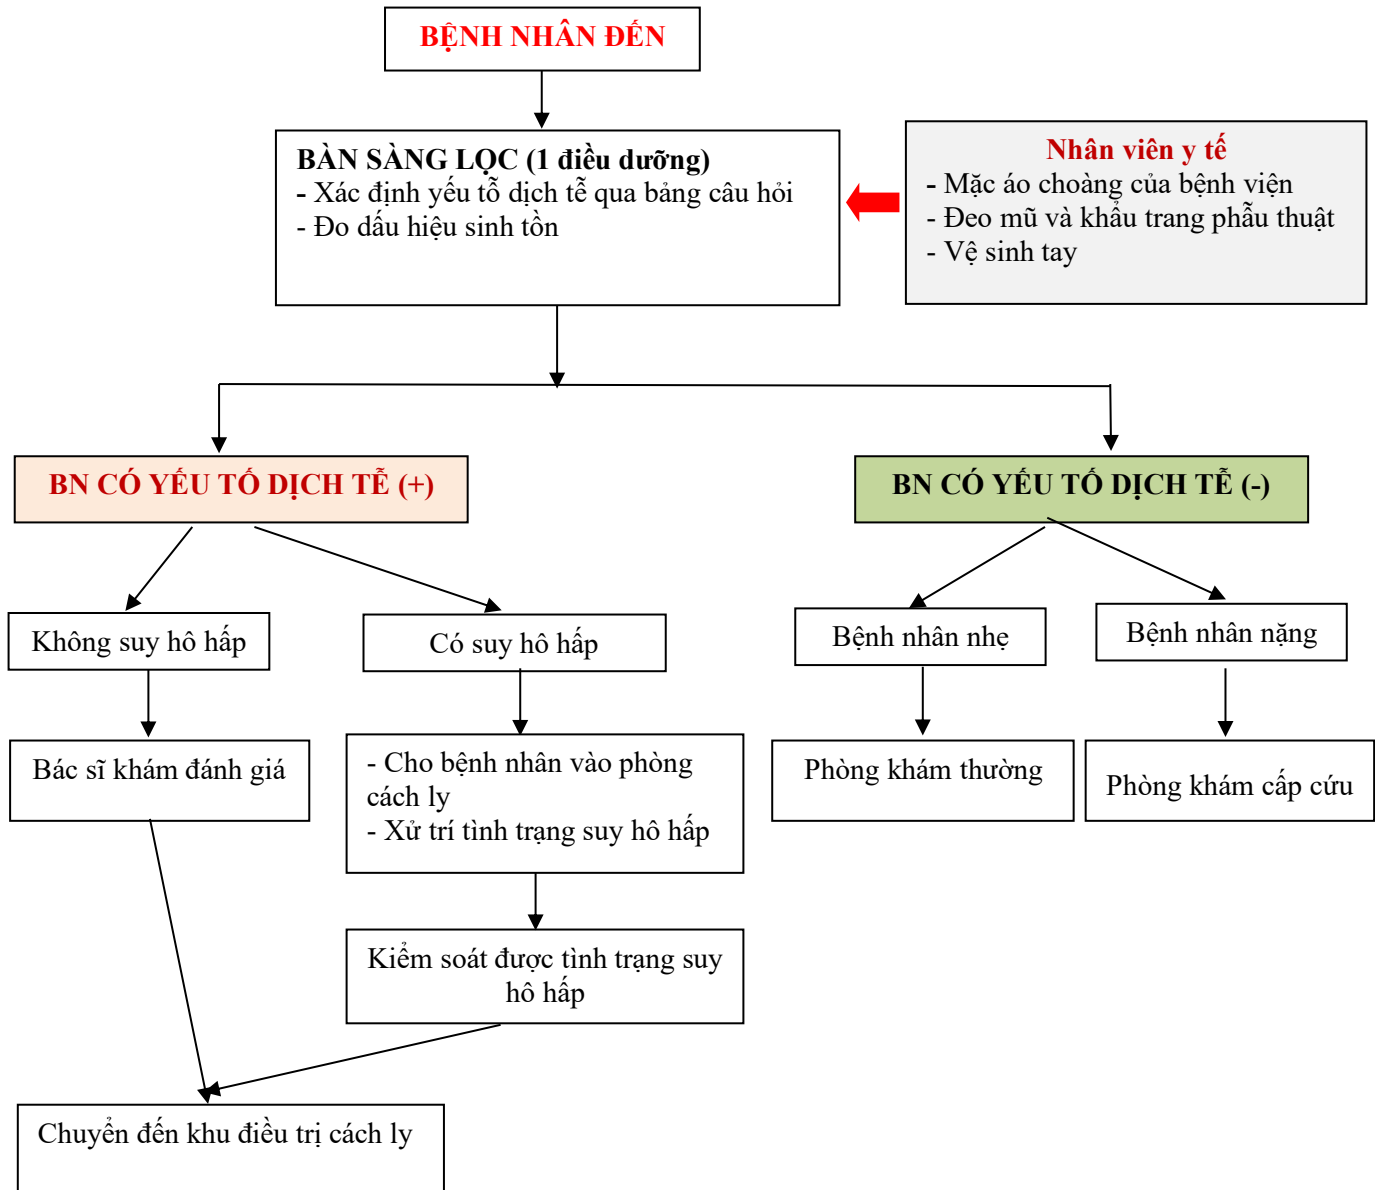 BỆNH NHÂN ĐẾN
BÀN SÀNG LỌC (1 điều dưỡng)
- Xác định yếu tỗ dịch tễ qua bảng câu hỏi
- Đo dấu hiệu sinh tồn
Nhân viên y tế
- Mặc áo choàng của bệnh viện
- Đeo mũ và khẩu trang phẫu thuật
- Vệ sinh tay
BN CÓ YẾU TỐ DỊCH TỄ (+)
BN CÓ YẾU TỐ DỊCH TỄ (-)
Không suy hô hấp
Có suy hô hấp
Bệnh nhân nhẹ
Bệnh nhân nặng
Bác sĩ khám đánh giá
- Cho bệnh nhân vào phòng
cách ly
- Xử trí tình trạng suy hô hấp
Phòng khám thường
Phòng khám cấp cứu
Kiểm soát được tình trạng suy
hô hấp
Chuyển đến khu điều trị cách ly